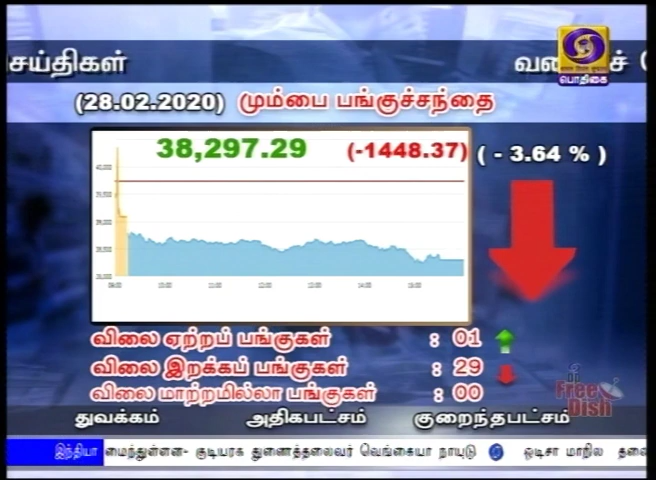 செய்திகள்
பொதிகை
(28.02.2020) மும்பை பங்குச்சந்தை
38,297.29 (-1448.37) ( - 3.64 % )
விலை ஏற்றப் பங்குகள் : 01
விலை இறக்கப் பங்குகள் : 29
விலை மாற்றமில்லா பங்குகள் : 00
DD Free Dish
துவக்கம் அதிகபட்சம் குறைந்தபட்சம்
இந்தியா மைந்துள்ளன- குடியரசு துணைத்தலைவர் வெங்கையா நாயுடு ஒடிசா மாநில